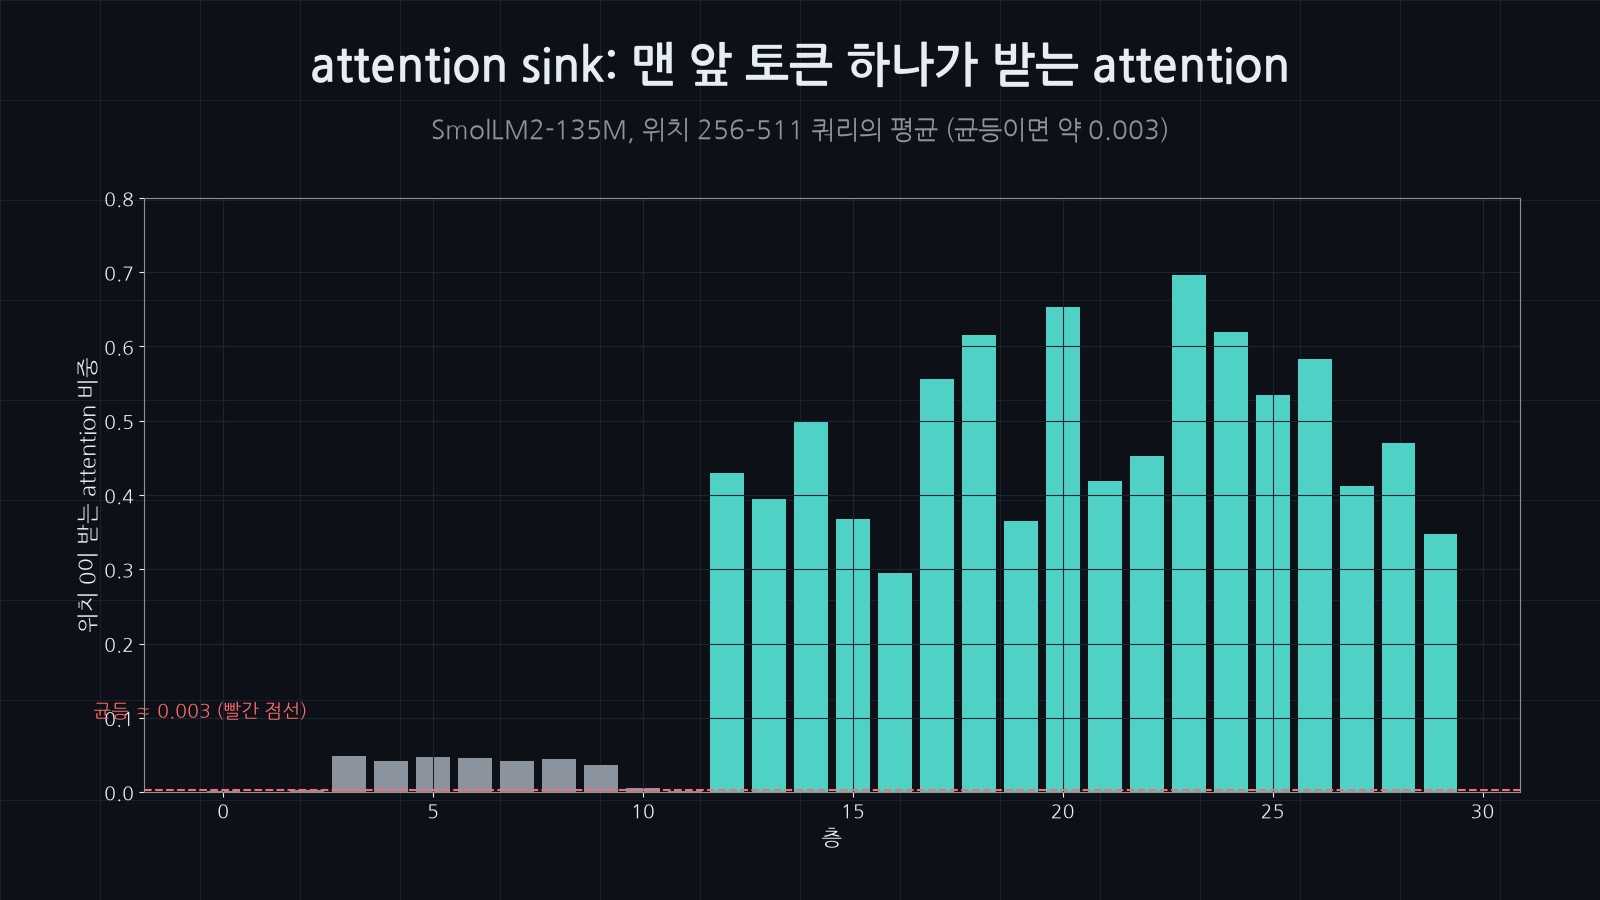 attention sink: 맨 앞 토큰 하나가 받는 attention
SmolLM2-135M, 위치 256-511 쿼리의 평균 (균등이면 약 0.003)
위치 0이 받는 attention 비중
0.8
0.7
0.6
0.5
0.4
0.3
0.2
0.1
0.0
균등 ≈ 0.003 (빨간 점선)
0 5 10 15 20 25 30
층